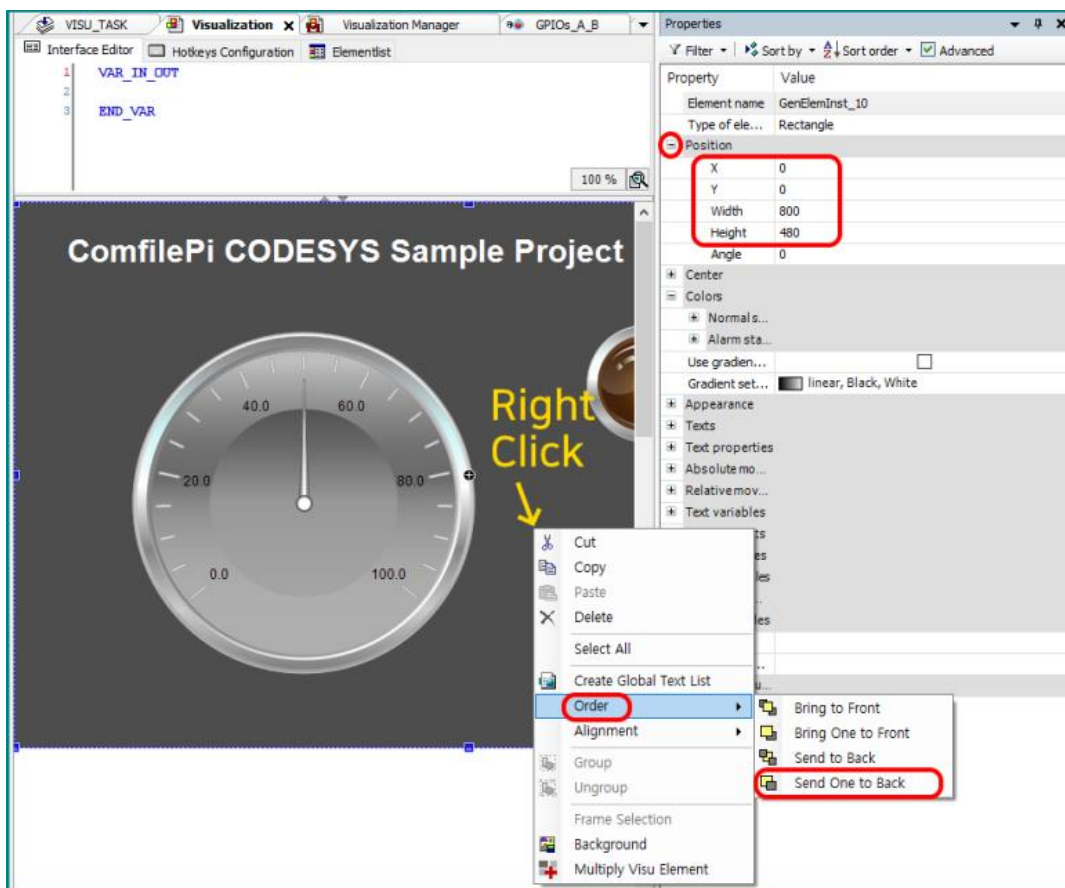 VISU_TASK
Visualization
Visualization Manager
GPIOs_A_B
Interface Editor
Hotkeys Configuration
Elementlist
1 VAR_IN_OUT
2
3 END_VAR
100 %
ComfilePi CODESYS Sample Project
40.0 60.0
20.0 80.0
0.0 100.0
Right
Click
Cut
Copy
Paste
Delete
Select All
Create Global Text List
Order
Alignment
Group
Ungroup
Frame Selection
Background
Multiply Visu Element
Bring to Front
Bring One to Front
Send to Back
Send One to Back
Properties
Filter Sort by Sort order Advanced
Property Value
Element name GenElemInst_10
Type of ele... Rectangle
Position
X 0
Y 0
Width 800
Height 480
Angle 0
Center
Colors
Normal s...
Alarm sta...
Use gradien...
Gradient set... linear, Black, White
Appearance
Texts
Text properties
Absolute mo...
Relative mov...
Text variables